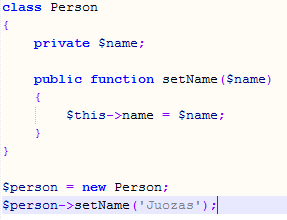 class Person
{
    private $name;

    public function setName($name)
    {
        $this->name = $name;
    }
}

$person = new Person;
$person->setName('Juozas');